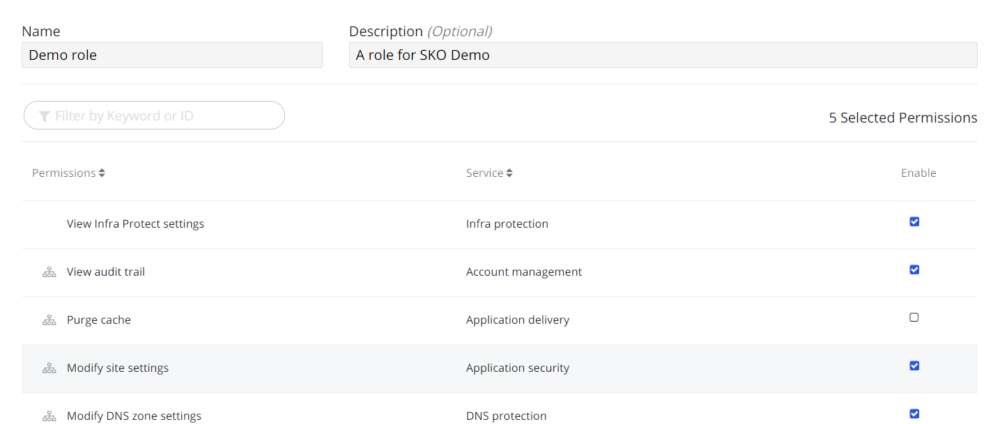 Name Description (Optional)
Demo role A role for SKO Demo
Filter by Keyword or ID 5 Selected Permissions
Permissions Service Enable
View Infra Protect settings Infra protection
View audit trail Account management
Purge cache Application delivery
Modify site settings Application security
Modify DNS zone settings DNS protection